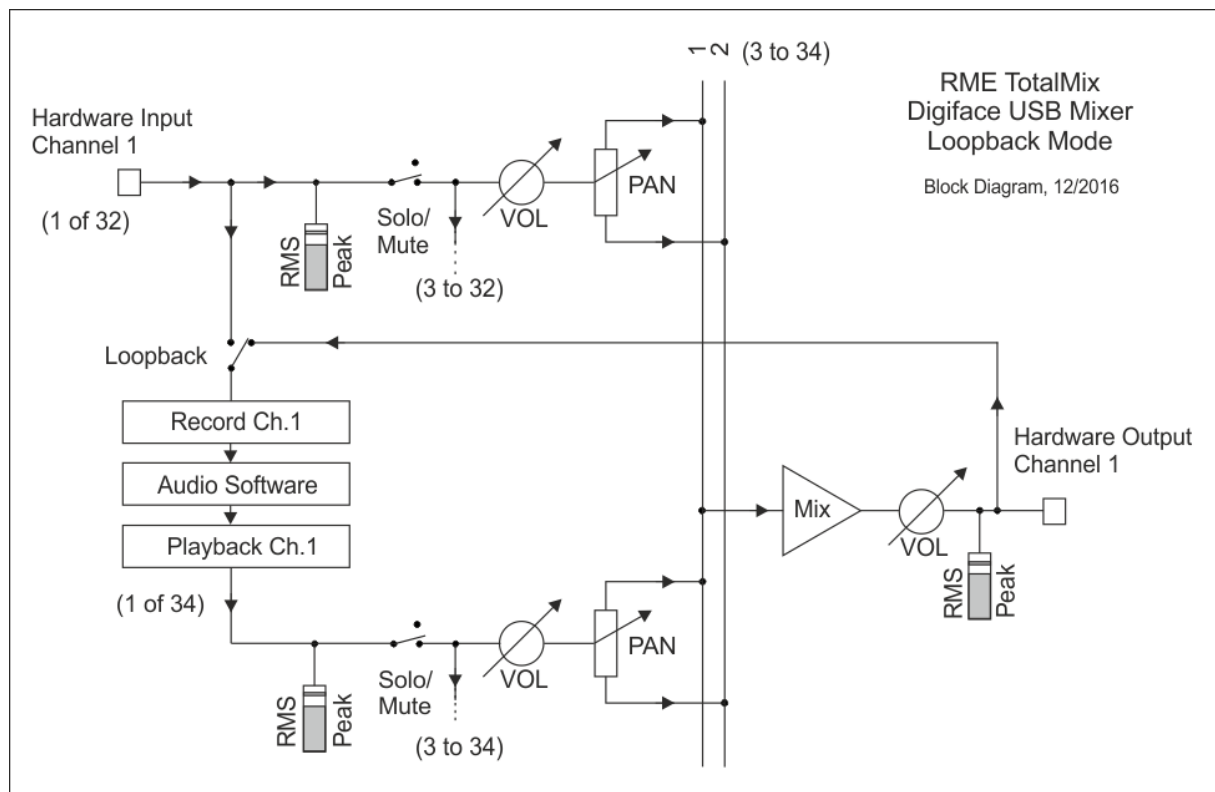 1
2
(3 to 34)
RME TotalMix
Digiface USB Mixer
Loopback Mode
Block Diagram, 12/2016
Hardware Input
Channel 1
(1 of 32)
RMS
Peak
Solo/
Mute
(3 to 32)
VOL
PAN
Loopback
Record Ch.1
Audio Software
Playback Ch.1
(1 of 34)
RMS
Peak
Solo/
Mute
(3 to 34)
VOL
PAN
Mix
VOL
RMS
Peak
Hardware Output
Channel 1